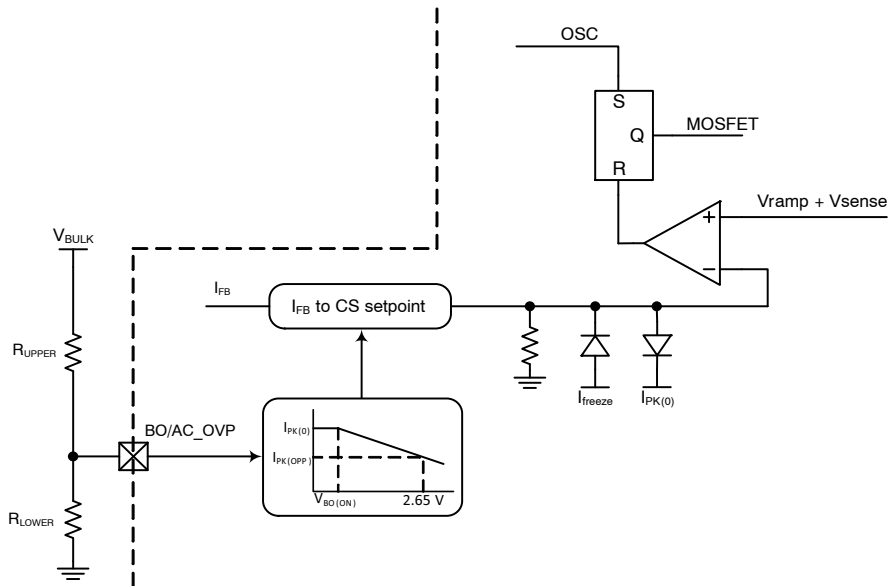 OSC
S
Q
MOSFET
R
Vramp + Vsense
+
−
V_BULK
I_FB
I_FB to CS setpoint
R_UPPER
I_freeze
I_PK(0)
BO/AC_OVP
I_PK(0)
I_PK(OPP)
V_BO(ON)
2.65 V
R_LOWER